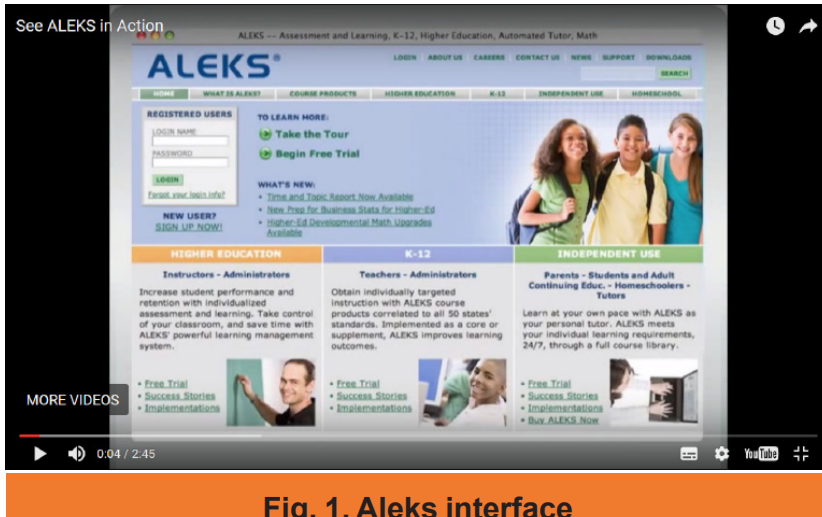 See ALEKS in Action
ALEKS -- Assessment and Learning, K-12, Higher Education, Automated Tutor, Math
ALEKS®
LOGIN ABOUT US CAREERS CONTACT US NEWS SUPPORT DOWNLOADS
SEARCH
HOME WHAT IS ALEKS? COURSE PRODUCTS HIGHER EDUCATION K-12 INDEPENDENT USE HOMESCHOOL
REGISTERED USERS
LOGIN NAME
PASSWORD
LOGIN
Forgot your login info?
NEW USER?
SIGN UP NOW!
TO LEARN MORE:
Take the Tour
Begin Free Trial
WHAT'S NEW:
• Time and Topic Report Now Available
• New Prep for Business Stats for Higher-Ed
• Higher-Ed Developmental Math Upgrades
Available
HIGHER EDUCATION
Instructors - Administrators
Increase student performance and
retention with individualized
assessment and learning. Take control
of your classroom, and save time with
ALEKS' powerful learning management
system.
• Free Trial
• Success Stories
• Implementations
K-12
Teachers - Administrators
Obtain individually targeted
instruction with ALEKS course
products correlated to all 50 states'
standards. Implemented as a core or
supplement, ALEKS improves learning
outcomes.
• Free Trial
• Success Stories
• Implementations
INDEPENDENT USE
Parents - Students and Adult
Continuing Educ. - Homeschoolers -
Tutors
Learn at your own pace with ALEKS as
your personal tutor. ALEKS meets
your individual learning requirements,
24/7, through a full course library.
• Free Trial
• Success Stories
• Implementations
• Buy ALEKS Now
MORE VIDEOS
0:04 / 2:45
YouTube
Fig. 1. Aleks interface